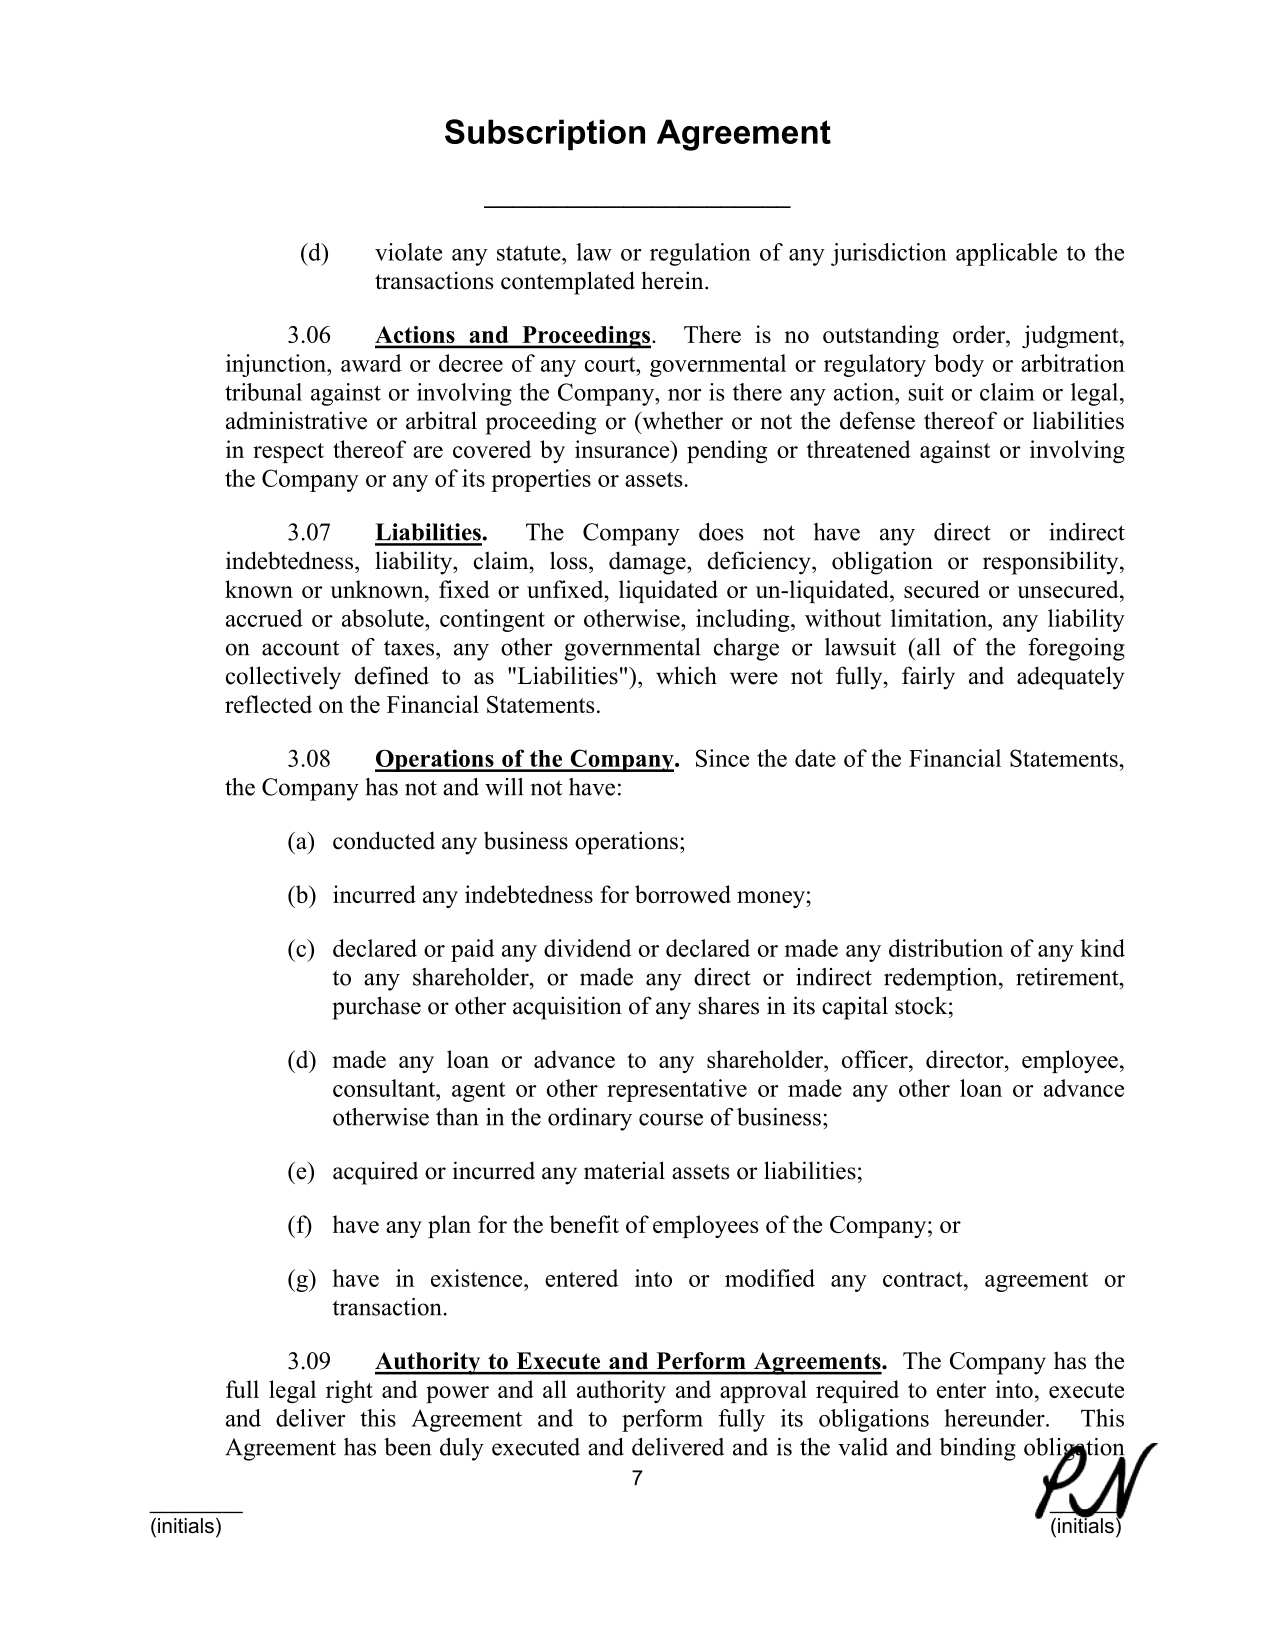 Subscription Agreement
(d) violate any statute, law or regulation of any jurisdiction applicable to the
transactions contemplated herein.
3.06 Actions and Proceedings. There is no outstanding order, judgment,
injunction, award or decree of any court, governmental or regulatory body or arbitration
tribunal against or involving the Company, nor is there any action, suit or claim or legal,
administrative or arbitral proceeding or (whether or not the defense thereof or liabilities
in respect thereof are covered by insurance) pending or threatened against or involving
the Company or any of its properties or assets.
3.07 Liabilities. The Company does not have any direct or indirect
indebtedness, liability, claim, loss, damage, deficiency, obligation or responsibility,
known or unknown, fixed or unfixed, liquidated or un-liquidated, secured or unsecured,
accrued or absolute, contingent or otherwise, including, without limitation, any liability
on account of taxes, any other governmental charge or lawsuit (all of the foregoing
collectively defined to as "Liabilities"), which were not fully, fairly and adequately
reflected on the Financial Statements.
3.08 Operations of the Company. Since the date of the Financial Statements,
the Company has not and will not have:
(a) conducted any business operations;
(b) incurred any indebtedness for borrowed money;
(c) declared or paid any dividend or declared or made any distribution of any kind
to any shareholder, or made any direct or indirect redemption, retirement,
purchase or other acquisition of any shares in its capital stock;
(d) made any loan or advance to any shareholder, officer, director, employee,
consultant, agent or other representative or made any other loan or advance
otherwise than in the ordinary course of business;
(e) acquired or incurred any material assets or liabilities;
(f) have any plan for the benefit of employees of the Company; or
(g) have in existence, entered into or modified any contract, agreement or
transaction.
3.09 Authority to Execute and Perform Agreements. The Company has the
full legal right and power and all authority and approval required to enter into, execute
and deliver this Agreement and to perform fully its obligations hereunder. This
Agreement has been duly executed and delivered and is the valid and binding obligation
7
PN
(initials) (initials)